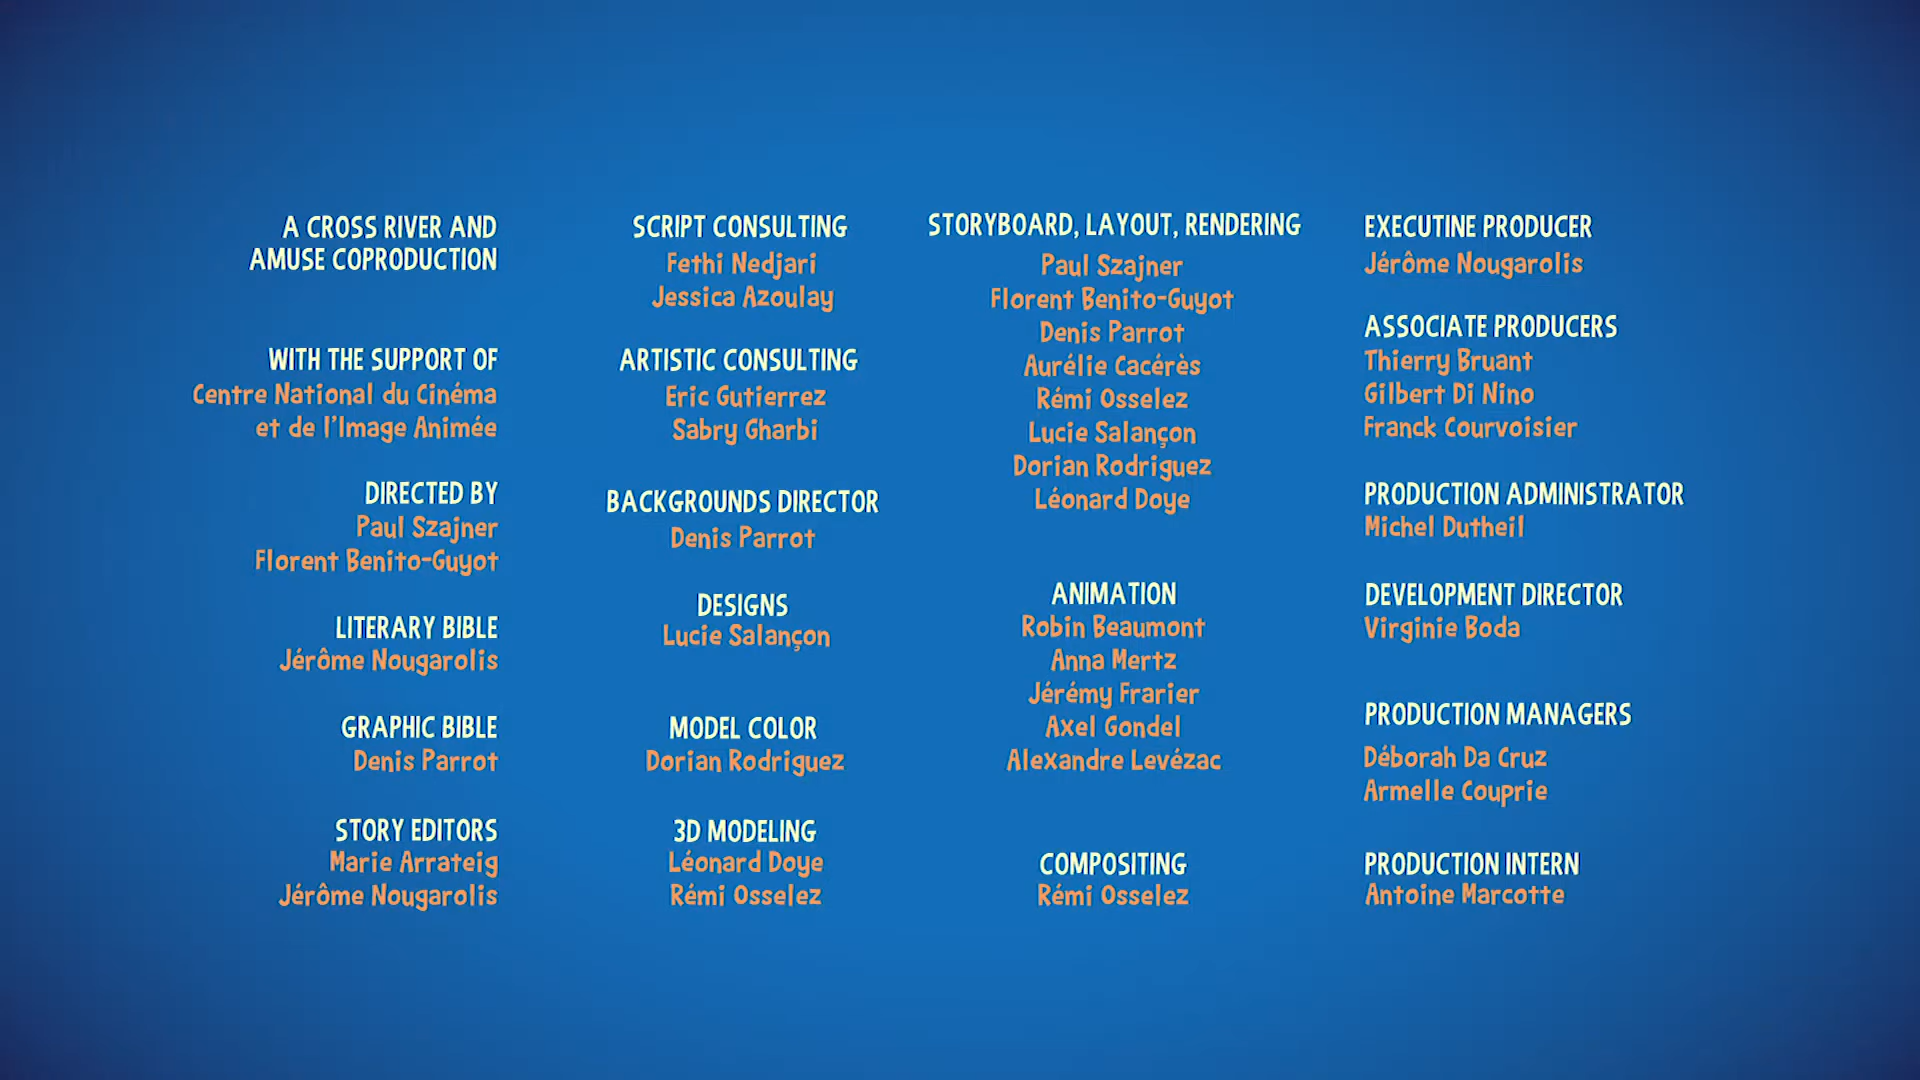 A CROSS RIVER AND
AMUSE COPRODUCTION
WITH THE SUPPORT OF
Centre National du Cinéma
et de l'Image Animée
DIRECTED BY
Paul Szajner
Florent Benito-Guyot
LITERARY BIBLE
Jérôme Nougarolis
GRAPHIC BIBLE
Denis Parrot
STORY EDITORS
Marie Arrateig
Jérôme Nougarolis
SCRIPT CONSULTING
Fethi Nedjari
Jessica Azoulay
ARTISTIC CONSULTING
Eric Gutierrez
Sabry Gharbi
BACKGROUNDS DIRECTOR
Denis Parrot
DESIGNS
Lucie Salançon
MODEL COLOR
Dorian Rodriguez
3D MODELING
Léonard Doye
Rémi Osselez
STORYBOARD, LAYOUT, RENDERING
Paul Szajner
Florent Benito-Guyot
Denis Parrot
Aurélie Cacérès
Rémi Osselez
Lucie Salançon
Dorian Rodriguez
Léonard Doye
ANIMATION
Robin Beaumont
Anna Mertz
Jérémy Frarier
Axel Gondel
Alexandre Levézac
COMPOSITING
Rémi Osselez
EXECUTINE PRODUCER
Jérôme Nougarolis
ASSOCIATE PRODUCERS
Thierry Bruant
Gilbert Di Nino
Franck Courvoisier
PRODUCTION ADMINISTRATOR
Michel Dutheil
DEVELOPMENT DIRECTOR
Virginie Boda
PRODUCTION MANAGERS
Déborah Da Cruz
Armelle Couprie
PRODUCTION INTERN
Antoine Marcotte